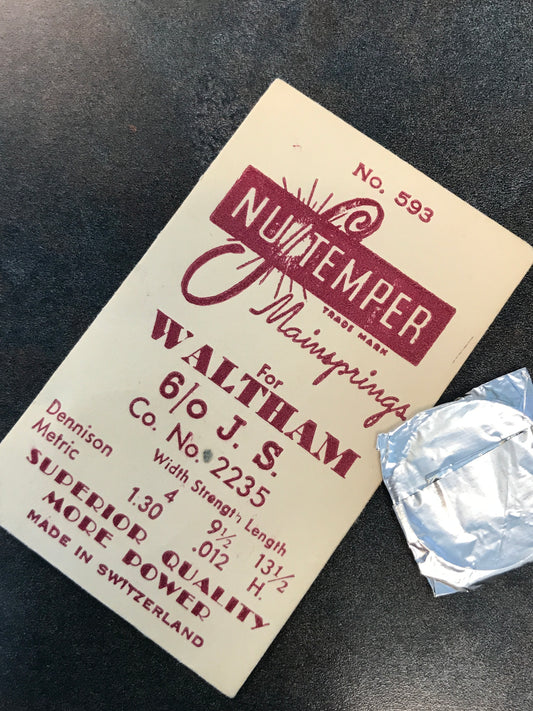 No. 593
NU/TEMPER
TRADE MARK
Mainsprings
For
WALTHAM
6/0 J. S.
Co. No. 2235
Width Strength Length
Dennison 4 9½ 13½
Metric 1.30 .012 H.
SUPERIOR QUALITY
MORE POWER
MADE IN SWITZERLAND